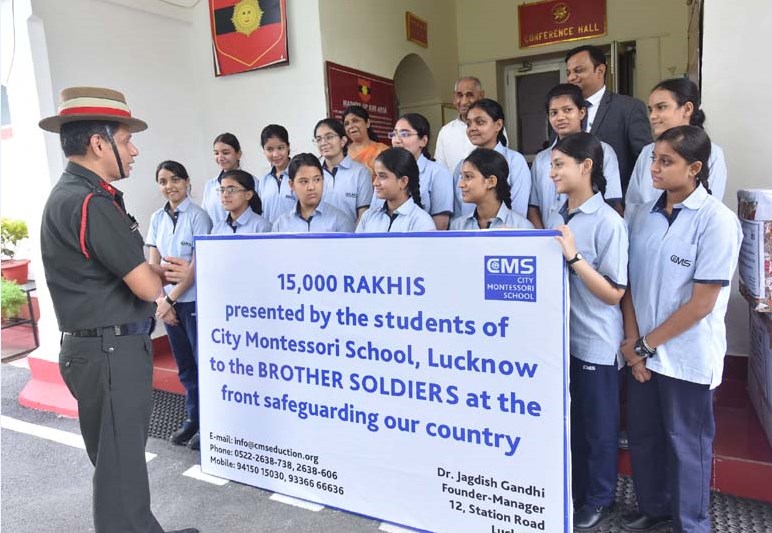 CONFERENCE HALL
CMS
CITY
MONTESSORI
SCHOOL
15,000 RAKHIS
presented by the students of
City Montessori School, Lucknow
to the BROTHER SOLDIERS at the
front safeguarding our country
E-mail: info@cmseduction.org
Phone: 0522-2638-738, 2638-606
Mobile: 94150 15030, 93366 66636
Dr. Jagdish Gandhi
Founder-Manager
12, Station Road
CMS